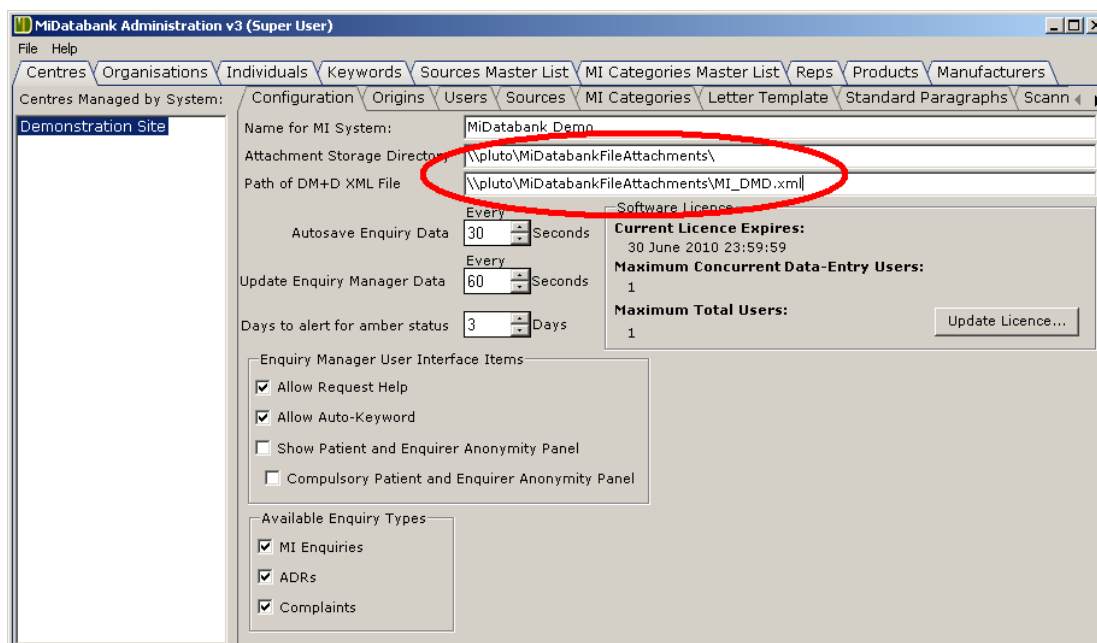 MiDatabank Administration v3 (Super User)
File Help
Centres Organisations Individuals Keywords Sources Master List MI Categories Master List Reps Products Manufacturers
Centres Managed by System:
Demonstration Site
Configuration Origins Users Sources MI Categories Letter Template Standard Paragraphs Scann
Name for MI System: MiDatabank Demo
Attachment Storage Directory \\pluto\MiDatabankFileAttachments\
Path of DM+D XML File \\pluto\MiDatabankFileAttachments\MI_DMD.xml
Every
Autosave Enquiry Data 30 Seconds
Every
Update Enquiry Manager Data 60 Seconds
Days to alert for amber status 3 Days
Software Licence
Current Licence Expires:
30 June 2010 23:59:59
Maximum Concurrent Data-Entry Users:
1
Maximum Total Users:
1
Update Licence...
Enquiry Manager User Interface Items
Allow Request Help
Allow Auto-Keyword
Show Patient and Enquirer Anonymity Panel
Compulsory Patient and Enquirer Anonymity Panel
Available Enquiry Types
MI Enquiries
ADRs
Complaints